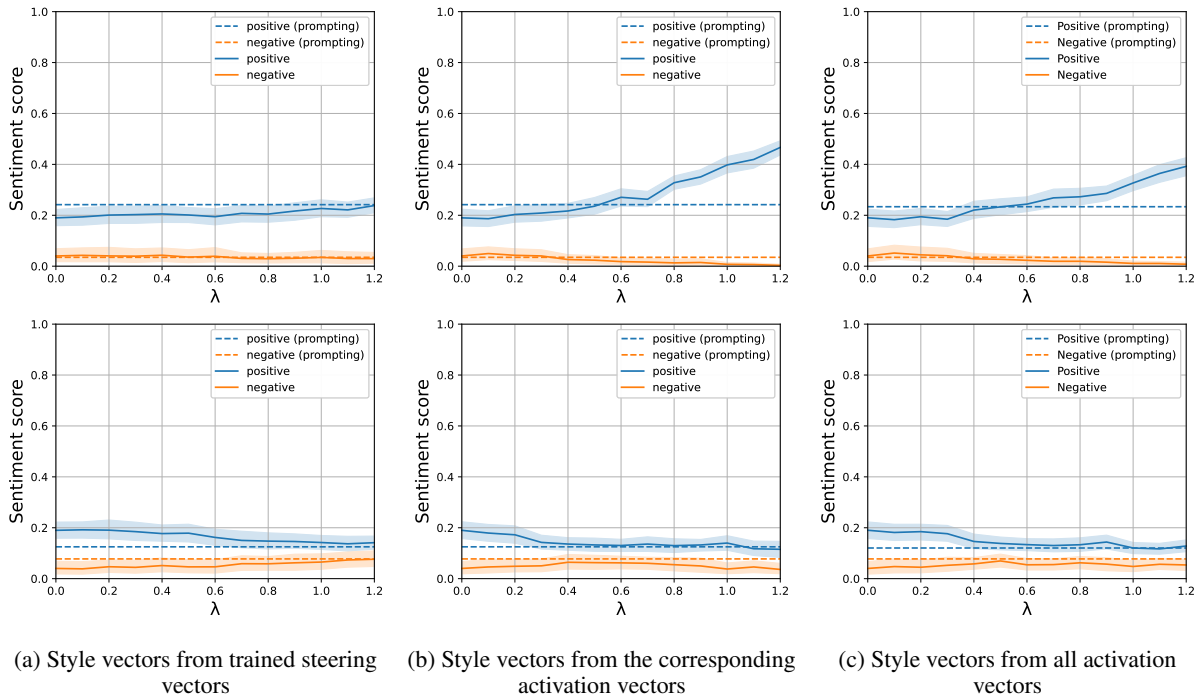 1.0
0.8
0.6
0.4
0.2
0.0
Sentiment score
positive (prompting)
negative (prompting)
positive
negative
0.0 0.2 0.4 0.6 0.8 1.0 1.2
λ
1.0
0.8
0.6
0.4
0.2
0.0
Sentiment score
positive (prompting)
negative (prompting)
positive
negative
0.0 0.2 0.4 0.6 0.8 1.0 1.2
λ
1.0
0.8
0.6
0.4
0.2
0.0
Sentiment score
Positive (prompting)
Negative (prompting)
Positive
Negative
0.0 0.2 0.4 0.6 0.8 1.0 1.2
λ
1.0
0.8
0.6
0.4
0.2
0.0
Sentiment score
positive (prompting)
negative (prompting)
positive
negative
0.0 0.2 0.4 0.6 0.8 1.0 1.2
λ
1.0
0.8
0.6
0.4
0.2
0.0
Sentiment score
positive (prompting)
negative (prompting)
positive
negative
0.0 0.2 0.4 0.6 0.8 1.0 1.2
λ
1.0
0.8
0.6
0.4
0.2
0.0
Sentiment score
Positive (prompting)
Negative (prompting)
Positive
Negative
0.0 0.2 0.4 0.6 0.8 1.0 1.2
λ
(a) Style vectors from trained steering
vectors
(b) Style vectors from the corresponding
activation vectors
(c) Style vectors from all activation
vectors